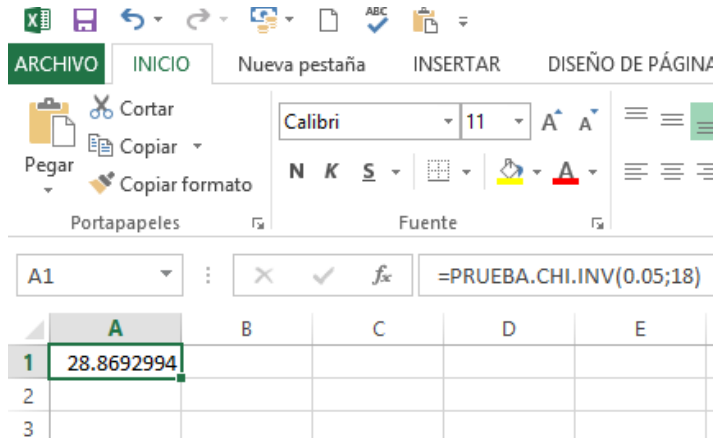 ABC
ARCHIVO INICIO Nueva pestaña INSERTAR DISEÑO DE PÁGINA
Cortar
Copiar
Copiar formato
Pegar
Calibri 11 A A
N K S A
Portapapeles Fuente
A1 fx =PRUEBA.CHI.INV(0.05;18)
A B C D E
1 28.8692994
2
3